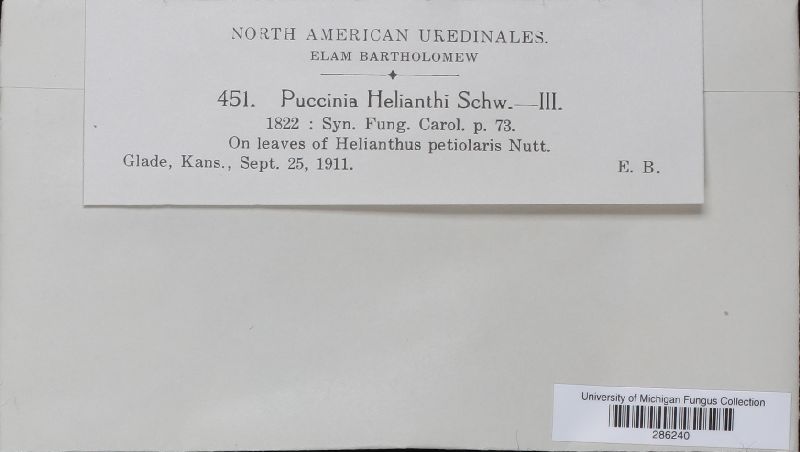 NORTH AMERICAN UREDINALES.
ELAM BARTHOLOMEW
451. Puccinia Helianthi Schw.—III.
1822 : Syn. Fung. Carol. p. 73.
On leaves of Helianthus petiolaris Nutt.
Glade, Kans., Sept. 25, 1911. E. B.
University of Michigan Fungus Collection
286240